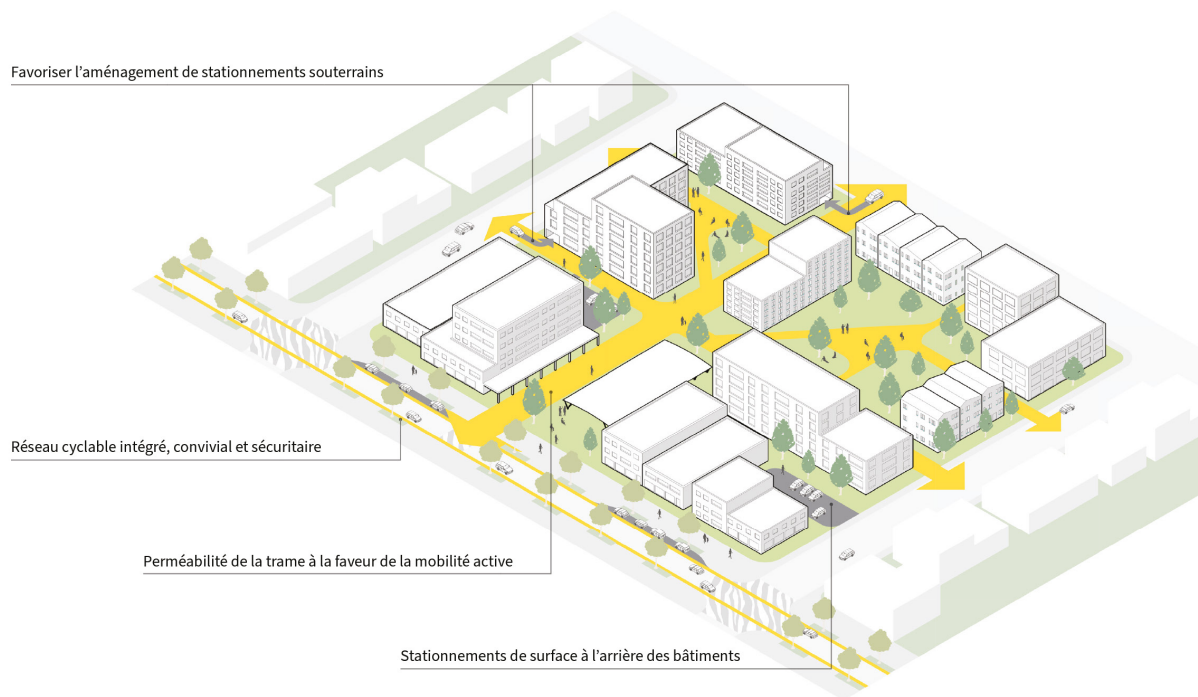 Favoriser l’aménagement de stationnements souterrains
Réseau cyclable intégré, convivial et sécuritaire
Perméabilité de la trame à la faveur de la mobilité active
Stationnements de surface à l’arrière des bâtiments